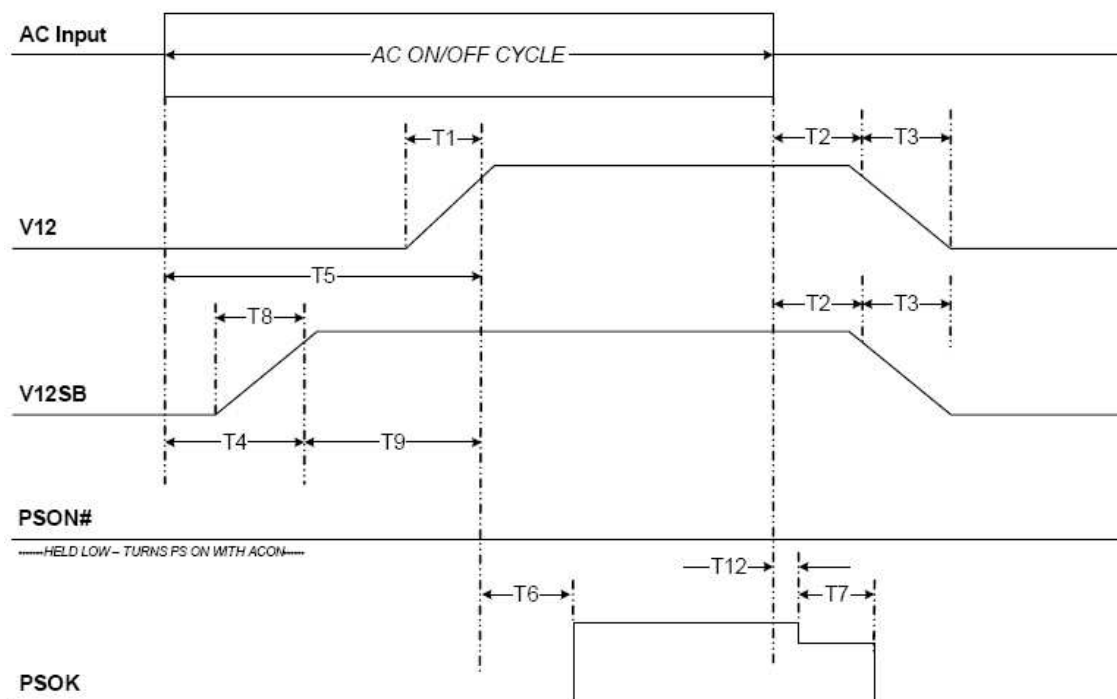 AC Input
AC ON/OFF CYCLE
T1
T2
T3
V12
T5
T8
T2
T3
V12SB
T4
T9
PSON#
HELD LOW – TURNS PS ON WITH ACON
T12
T6
T7
PSOK